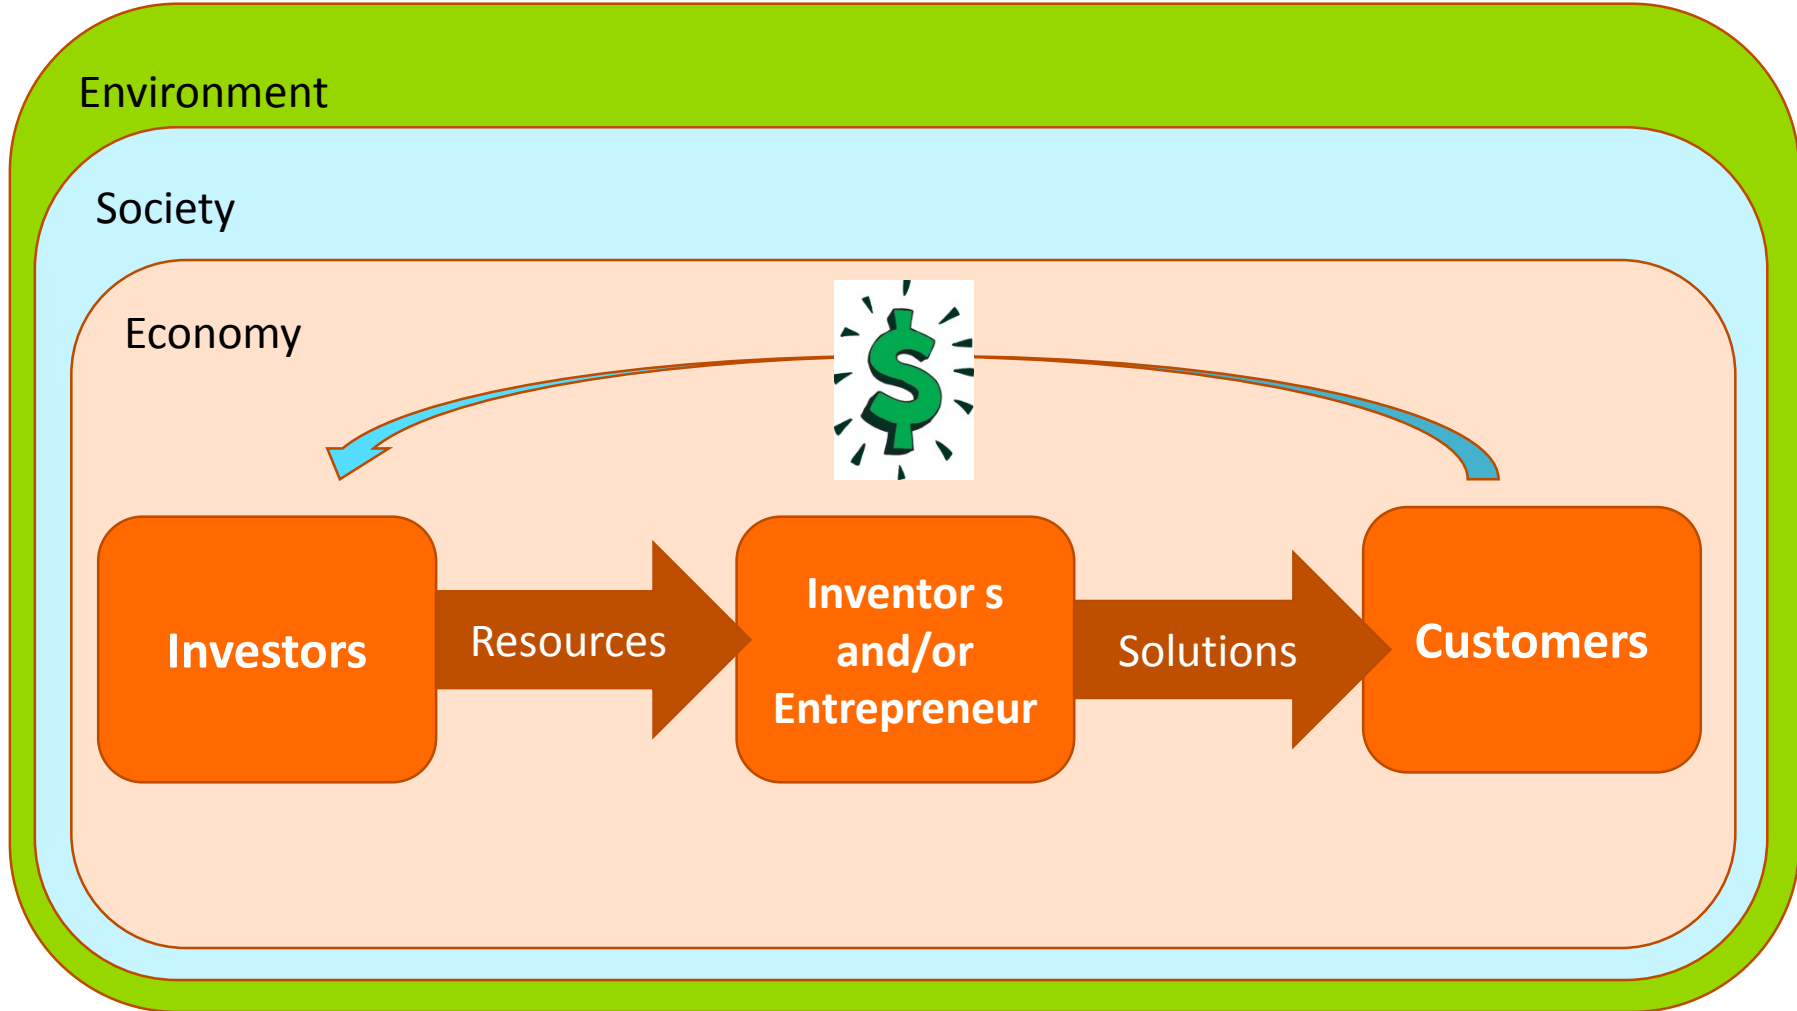 Environment
Society
Economy
$
Investors
Resources
Inventor s
and/or
Entrepreneur
Solutions
Customers